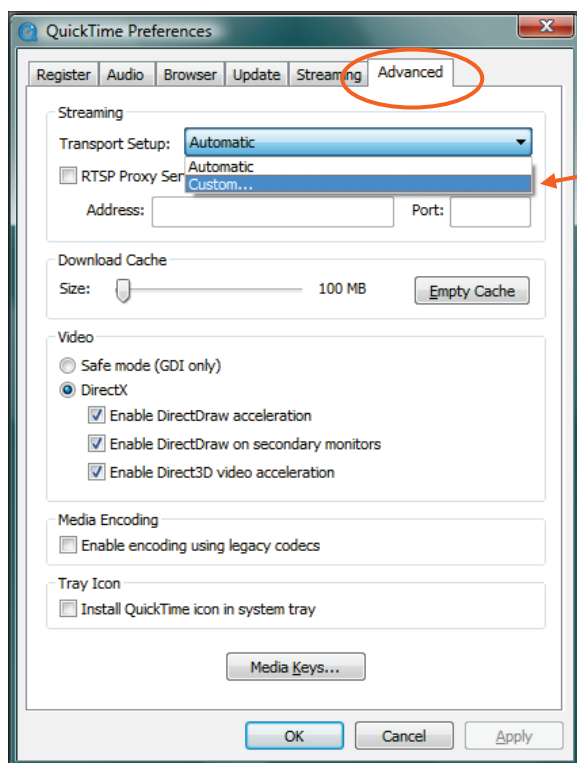 QuickTime Preferences
Register Audio Browser Update Streaming Advanced
Streaming
Transport Setup: Automatic
Automatic
RTSP Proxy Ser
Custom...
Address: Port:
Download Cache
Size: 100 MB Empty Cache
Video
Safe mode (GDI only)
DirectX
Enable DirectDraw acceleration
Enable DirectDraw on secondary monitors
Enable Direct3D video acceleration
Media Encoding
Enable encoding using legacy codecs
Tray Icon
Install QuickTime icon in system tray
Media Keys...
OK Cancel Apply